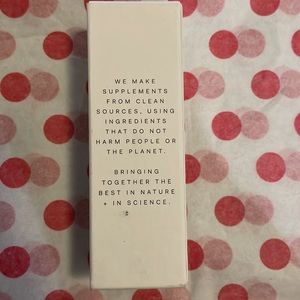 WE MAKE
SUPPLEMENTS
FROM CLEAN
SOURCES, USING
INGREDIENTS
THAT DO NOT
HARM PEOPLE OR
THE PLANET.
BRINGING
TOGETHER THE
BEST IN NATURE
+ IN SCIENCE.